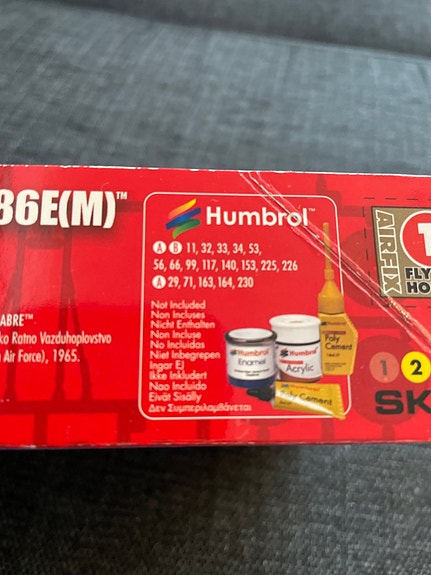 86E(M)™
Humbrol™
A B 11, 32, 33, 34, 53,
56, 66, 99, 117, 140, 153, 225, 226
A 29, 71, 163, 164, 230
Not Included
Non Incluses
Nicht Enthalten
Non Incluse
No Incluidas
Niet Inbegrepen
Ingar Ej
Ikke Inkludert
Nao Incluido
Eivät Sisälly
Δεν Συμπεριλαμβάνεται
ABRE™
ko Ratno Vazduhoplovstvo
Air Force), 1965.
Humbrol
Enamel
Humbrol
Acrylic
Poly
Cement
Poly Cement
AIRFIX
1
FLY
HO
1 2
SK